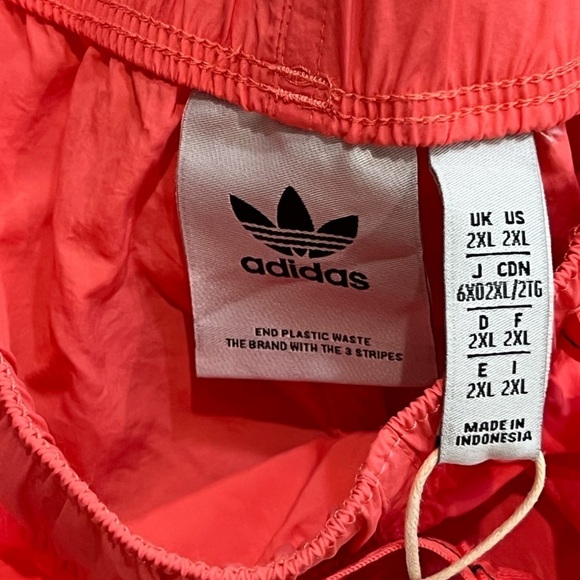 adidas
END PLASTIC WASTE
THE BRAND WITH THE 3 STRIPES
UK US
2XL 2XL
J CDN
6XO2XL/2TG
D F
2XL 2XL
E I
2XL 2XL
MADE IN
INDONESIA